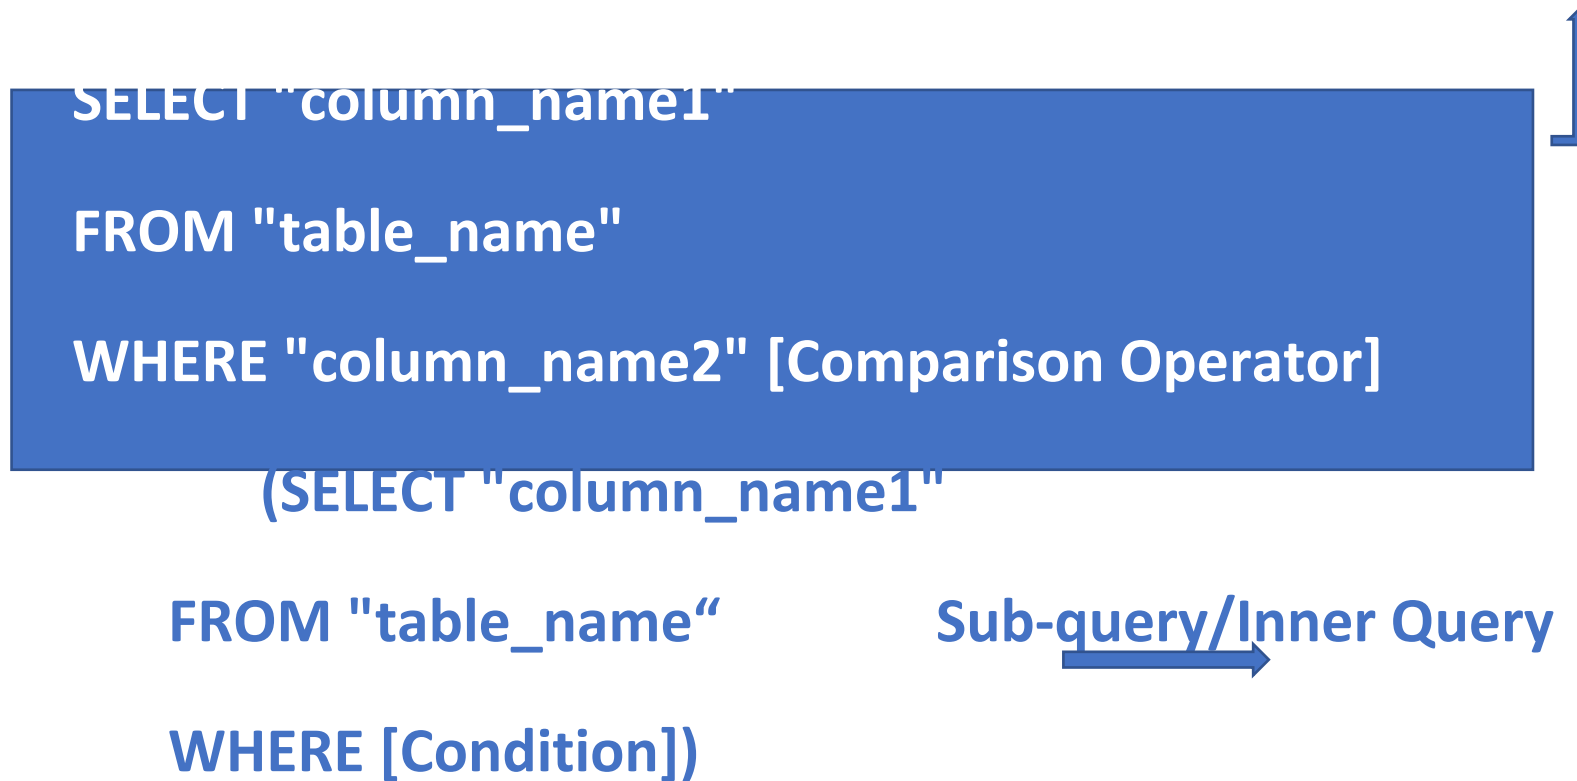 SELECT "column_name1"
FROM "table_name"
WHERE "column_name2" [Comparison Operator]
(SELECT "column_name1"
FROM "table_name“ Sub-query/Inner Query
WHERE [Condition])